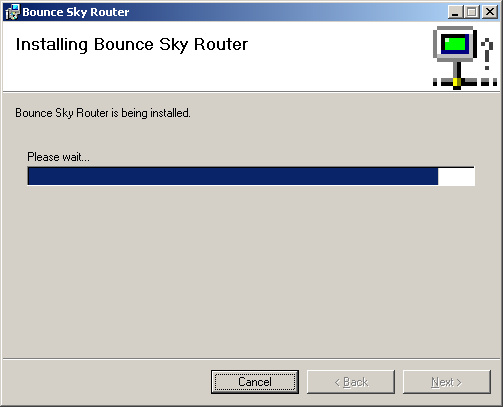 Bounce Sky Router
Installing Bounce Sky Router
Bounce Sky Router is being installed.
Please wait...
Cancel
< Back
Next >